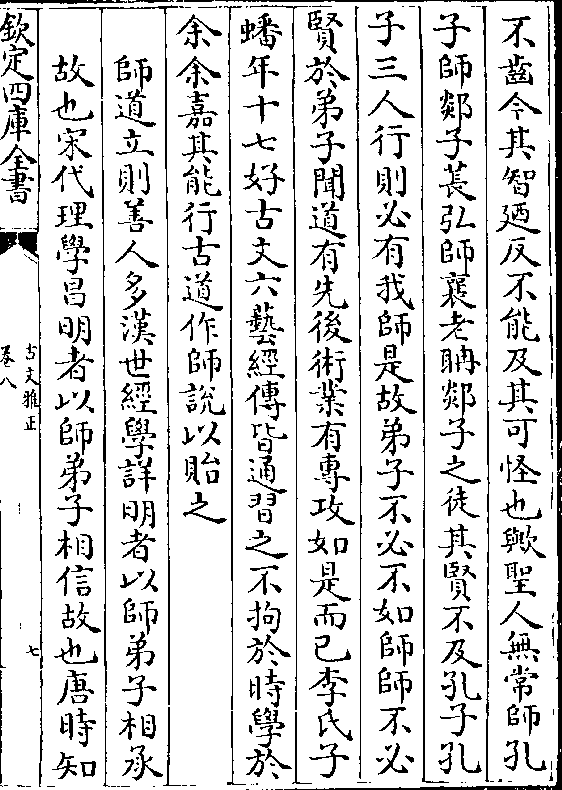 不齒今其智廼反不能及其可怪也歟聖人無常師孔
子師郯子萇弘師襄老聃郯子之徒其賢不及孔子孔
子三人行則必有我師是故弟子不必不如師師不必
賢於弟子聞道有先後術業有專攻如是而已李氏子
蟠年十七好古文六藝經傳皆通習之不拘於時學於
余余嘉其能行古道作師說以貽之
師道立則善人多漢世經學詳明者以師弟子相承
故也宋代理學昌明者以師弟子相信故也唐時知
欽定四庫全書
古文雅正
卷八
七